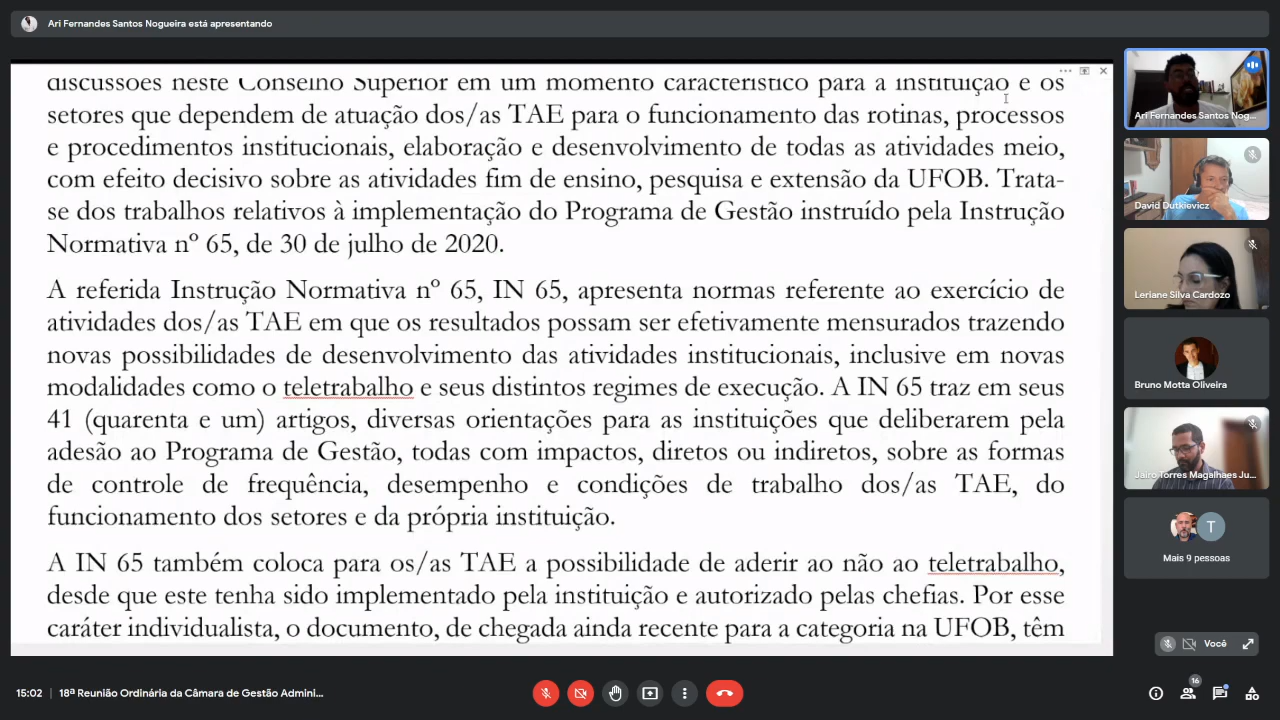 Ari Fernandes Santos Nogueira está apresentando
discussões neste Conselho Superior em um momento característico para a instituição e os
setores que dependem de atuação dos/as TAE para o funcionamento das rotinas, processos
e procedimentos institucionais, elaboração e desenvolvimento de todas as atividades meio,
com efeito decisivo sobre as atividades fim de ensino, pesquisa e extensão da UFOB. Trata-
se dos trabalhos relativos à implementação do Programa de Gestão instruído pela Instrução
Normativa nº 65, de 30 de julho de 2020.
A referida Instrução Normativa nº 65, IN 65, apresenta normas referente ao exercício de
atividades dos/as TAE em que os resultados possam ser efetivamente mensurados trazendo
novas possibilidades de desenvolvimento das atividades institucionais, inclusive em novas
modalidades como o teletrabalho e seus distintos regimes de execução. A IN 65 traz em seus
41 (quarenta e um) artigos, diversas orientações para as instituições que deliberarem pela
adesão ao Programa de Gestão, todas com impactos, diretos ou indiretos, sobre as formas
de controle de frequência, desempenho e condições de trabalho dos/as TAE, do
funcionamento dos setores e da própria instituição.
A IN 65 também coloca para os/as TAE a possibilidade de aderir ao não ao teletrabalho,
desde que este tenha sido implementado pela instituição e autorizado pelas chefias. Por esse
caráter individualista, o documento, de chegada ainda recente para a categoria na UFOB, têm
Ari Fernandes Santos Nog...
David Dutkievicz
Leriane Silva Cardozo
Bruno Motta Oliveira
Jairo Torres Magalhaes Ju...
T
Mais 9 pessoas
Você
15:02 | 18ª Reunião Ordinária da Câmara de Gestão Admini...
16